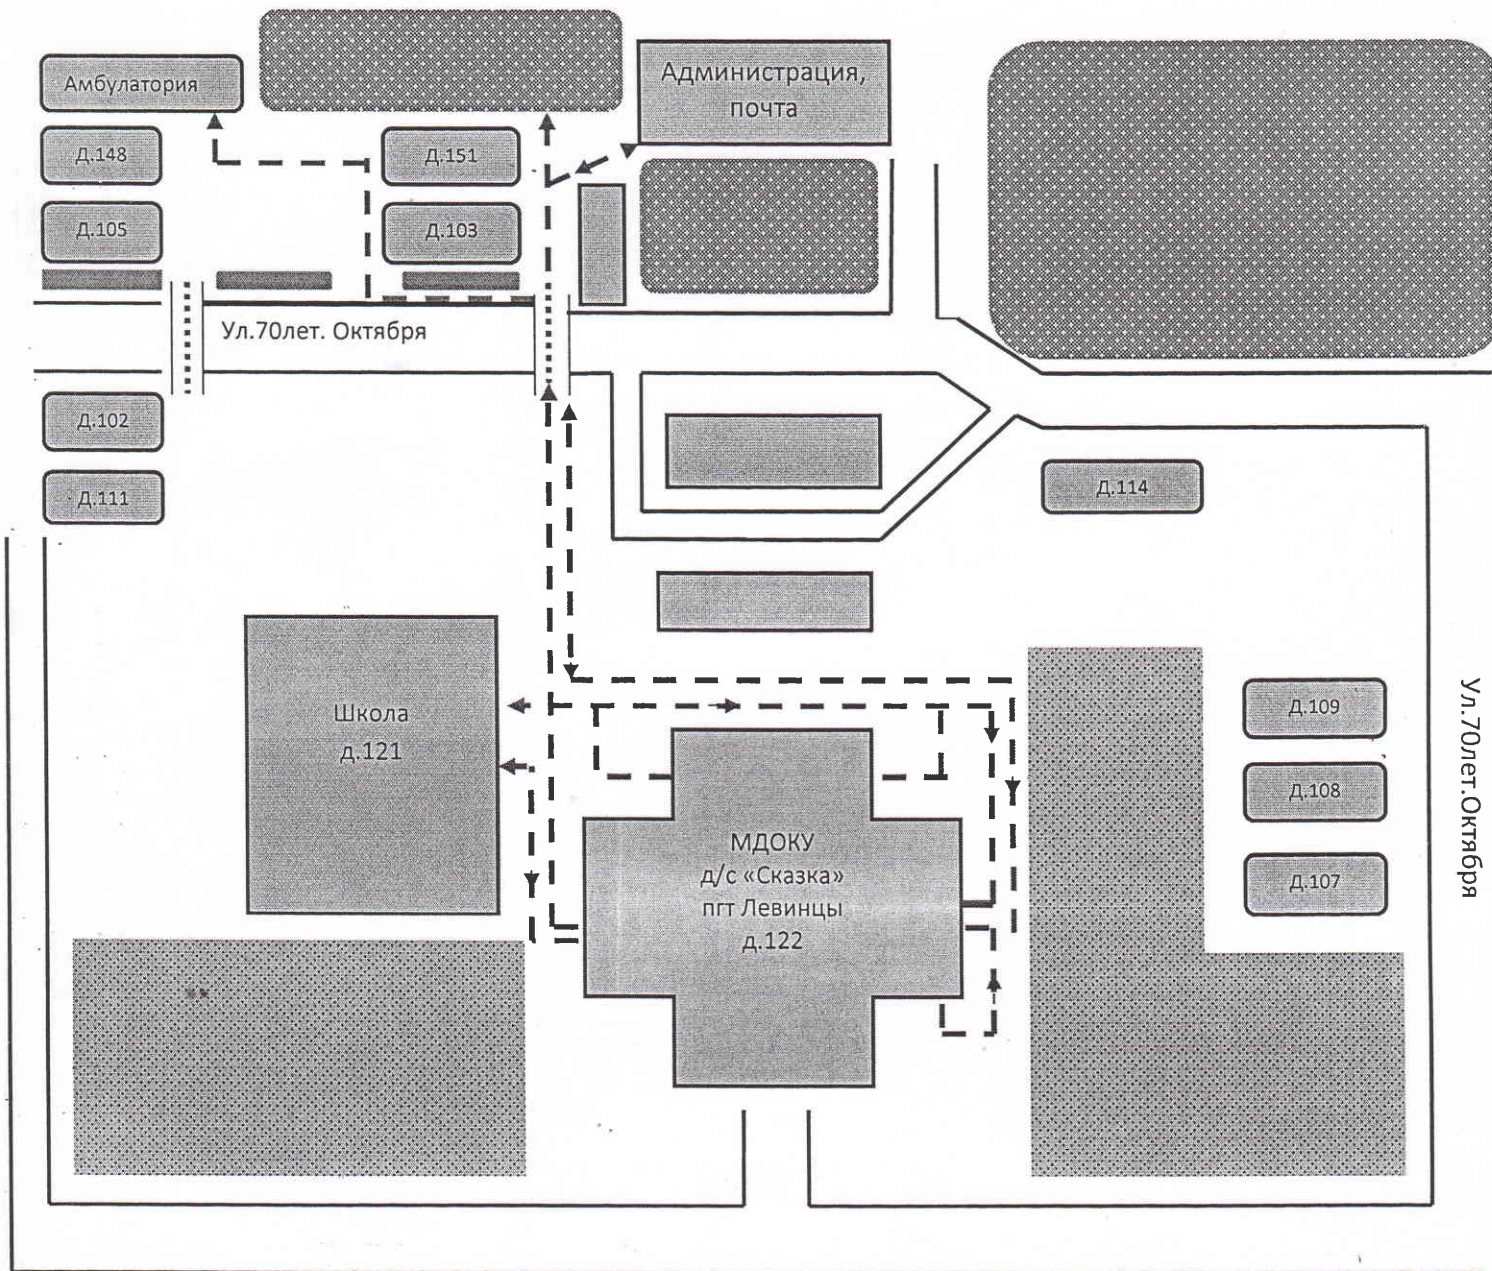 Амбулатория
Администрация,
почта
Д.148
Д.151
Д.105
Д.103
Ул.70лет. Октября
Д.102
Д.111
Д.114
Школа
д.121
Д.109
Д.108
Д.107
Ул.70лет.Октября
МДОКУ
д/с «Сказка»
пгт Левинцы
д.122